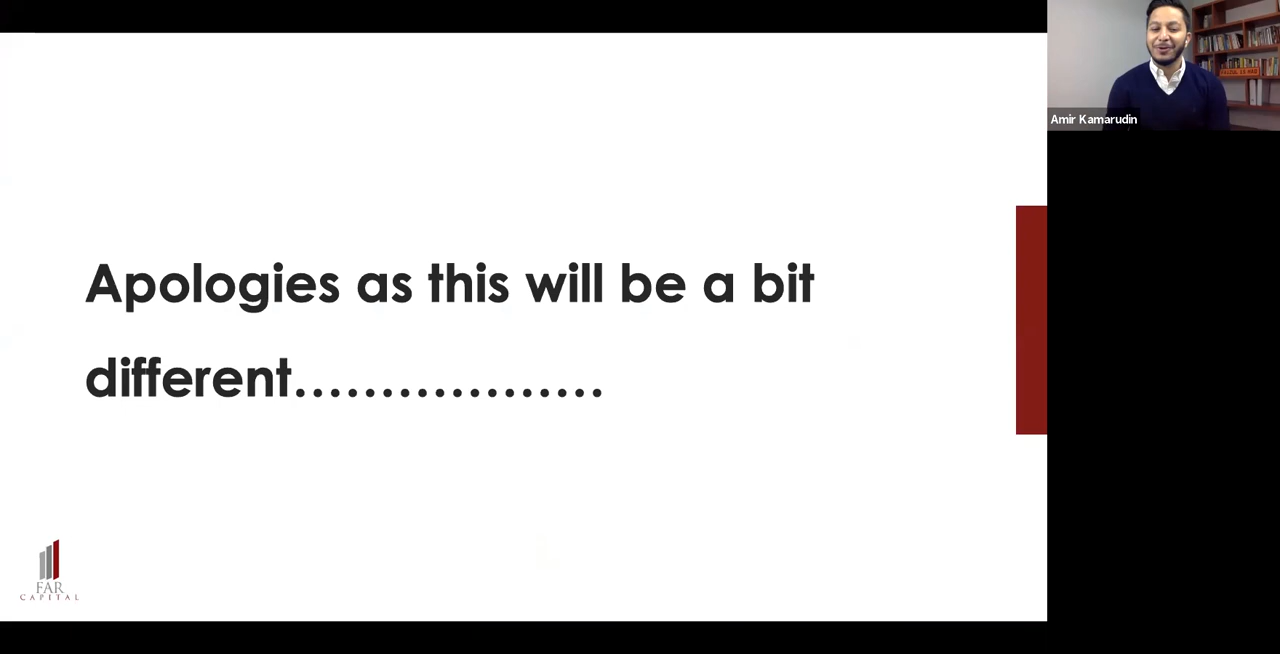 Amir Kamarudin
Apologies as this will be a bit
different..................
FAR
CAPITAL